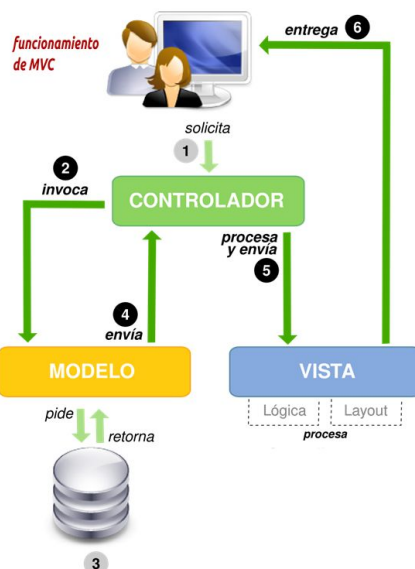 funcionamiento
de MVC
entrega 6
solicita
1
2
invoca
CONTROLADOR
procesa
y envía
5
4
envía
MODELO
VISTA
Lógica
Layout
procesa
pide
retorna
3